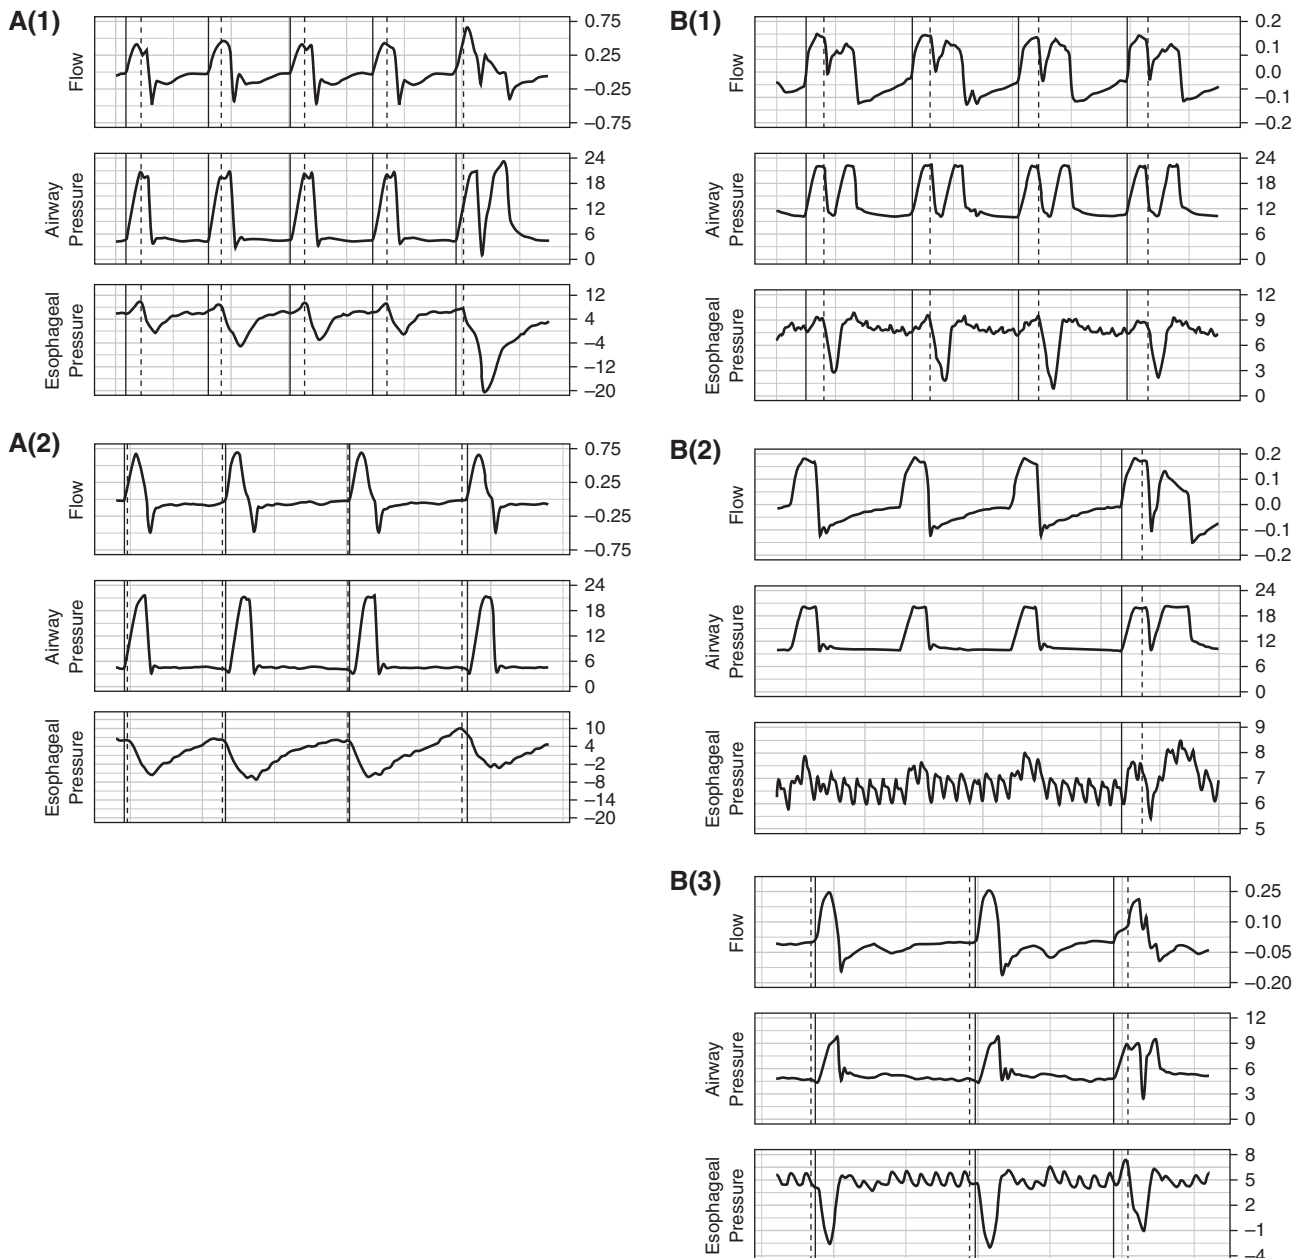 A(1)
Flow
0.75
0.25
−0.25
−0.75
Airway
Pressure
24
18
12
6
0
Esophageal
Pressure
12
4
−4
−12
−20
A(2)
Flow
0.75
0.25
−0.25
−0.75
Airway
Pressure
24
18
12
6
0
Esophageal
Pressure
10
4
−2
−8
−14
−20
B(1)
Flow
0.2
0.1
0.0
−0.1
−0.2
Airway
Pressure
24
18
12
6
0
Esophageal
Pressure
12
9
6
3
0
B(2)
Flow
0.2
0.1
0.0
−0.1
−0.2
Airway
Pressure
24
18
12
6
0
Esophageal
Pressure
9
8
7
6
5
B(3)
Flow
0.25
0.10
−0.05
−0.20
Airway
Pressure
12
9
6
3
0
Esophageal
Pressure
8
5
2
−1
−4